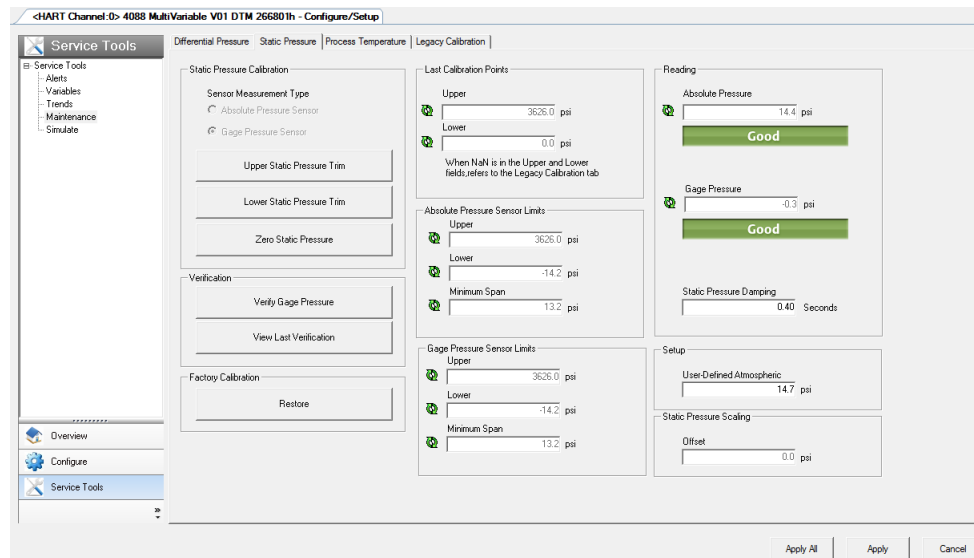 <HART Channel:0> 4088 MultiVariable V01 DTM 266801h - Configure/Setup
Service Tools
Service Tools
Alerts
Variables
Trends
Maintenance
Simulate
Overview
Configure
Service Tools
Differential Pressure
Static Pressure
Process Temperature
Legacy Calibration
Static Pressure Calibration
Sensor Measurement Type
Absolute Pressure Sensor
Gage Pressure Sensor
Upper Static Pressure Trim
Lower Static Pressure Trim
Zero Static Pressure
Verification
Verify Gage Pressure
View Last Verification
Factory Calibration
Restore
Last Calibration Points
Upper
3626.0 psi
Lower
0.0 psi
When NaN is in the Upper and Lower
fields,refers to the Legacy Calibration tab
Absolute Pressure Sensor Limits
Upper
3626.0 psi
Lower
-14.2 psi
Minimum Span
13.2 psi
Gage Pressure Sensor Limits
Upper
3626.0 psi
Lower
-14.2 psi
Minimum Span
13.2 psi
Reading
Absolute Pressure
14.4 psi
Good
Gage Pressure
-0.3 psi
Good
Static Pressure Damping
0.40 Seconds
Setup
User-Defined Atmospheric
14.7 psi
Static Pressure Scaling
Offset
0.0 psi
Apply All
Apply
Cancel